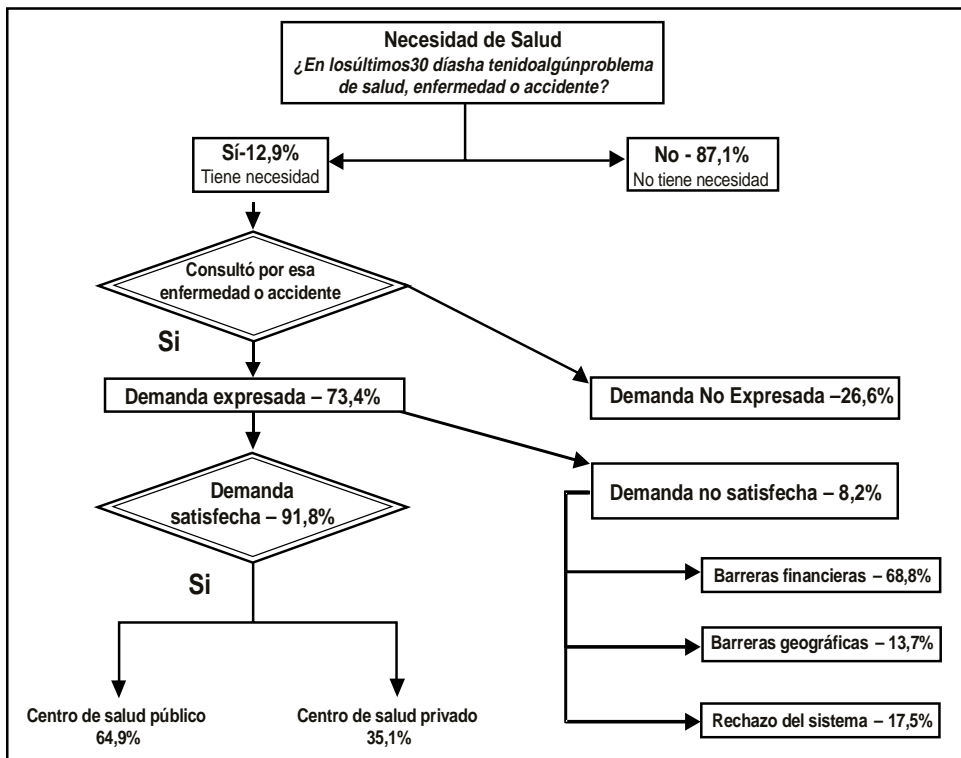 Necesidad de Salud
¿En losúltimos30 díasha tenidoalgúnproblema
de salud, enfermedad o accidente?
Sí-12,9%
Tiene necesidad
No - 87,1%
No tiene necesidad
Consultó por esa
enfermedad o accidente
Si
Demanda expresada – 73,4%
Demanda No Expresada –26,6%
Demanda
satisfecha – 91,8%
Demanda no satisfecha – 8,2%
Si
Barreras financieras – 68,8%
Barreras geográficas – 13,7%
Rechazo del sistema – 17,5%
Centro de salud público
64,9%
Centro de salud privado
35,1%